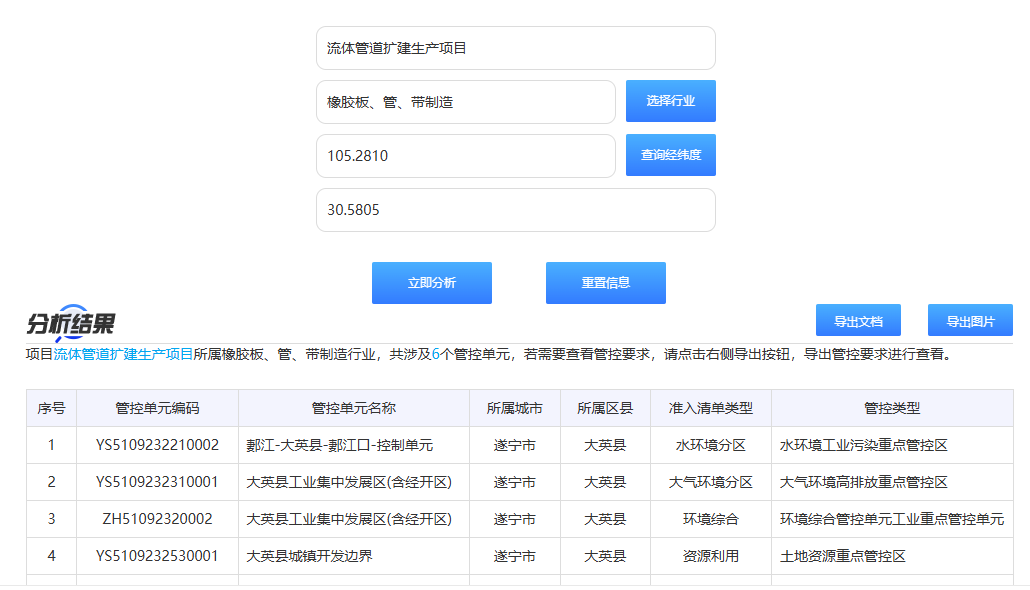 流体管道扩建生产项目
橡胶板、管、带制造 选择行业
105.2810 查询经纬度
30.5805
立即分析 重置信息
分析结果 导出文档 导出图片
项目流体管道扩建生产项目所属橡胶板、管、带制造行业，共涉及6个管控单元，若需要查看管控要求，请点击右侧导出按钮，导出管控要求进行查看。
序号 管控单元编码 管控单元名称 所属城市 所属区县 准入清单类型 管控类型
1 YS5109232210002 郪江-大英县-郪江口-控制单元 遂宁市 大英县 水环境分区 水环境工业污染重点管控区
2 YS5109232310001 大英县工业集中发展区(含经开区) 遂宁市 大英县 大气环境分区 大气环境高排放重点管控区
3 ZH51092320002 大英县工业集中发展区(含经开区) 遂宁市 大英县 环境综合 环境综合管控单元工业重点管控单元
4 YS5109232530001 大英县城镇开发边界 遂宁市 大英县 资源利用 土地资源重点管控区